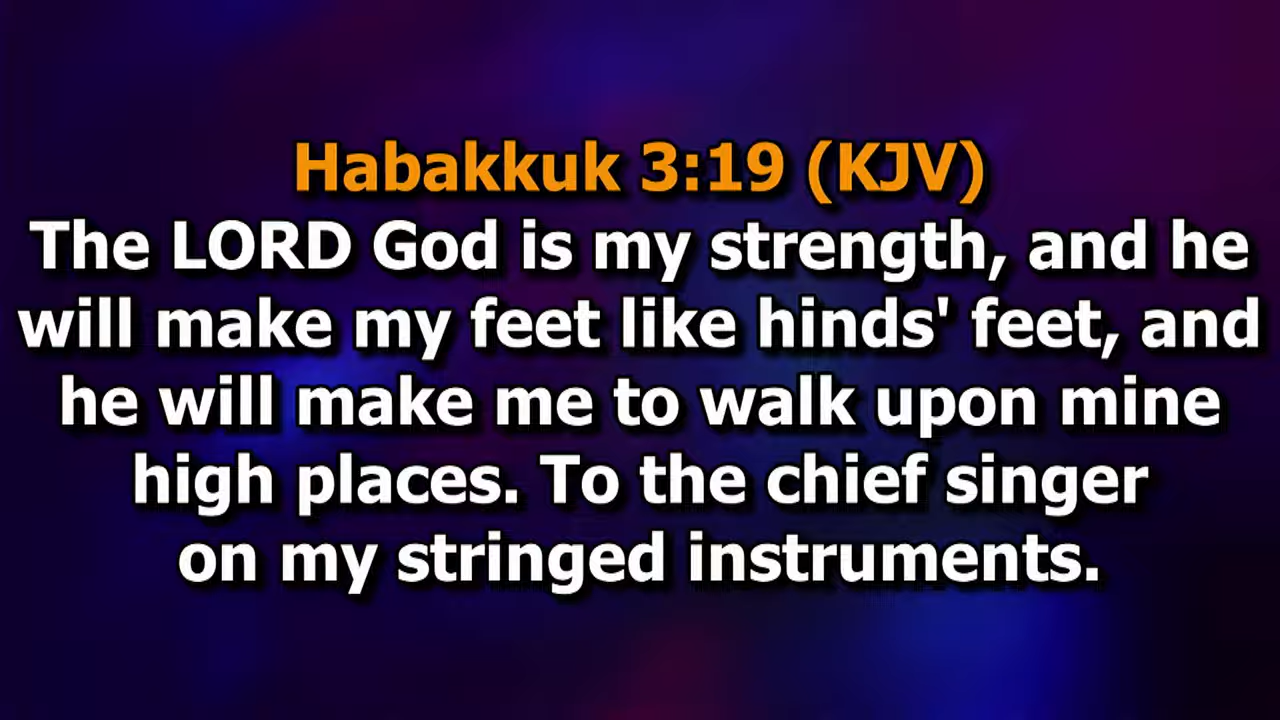 Habakkuk 3:19 (KJV)
The LORD God is my strength, and he
will make my feet like hinds' feet, and
he will make me to walk upon mine
high places. To the chief singer
on my stringed instruments.